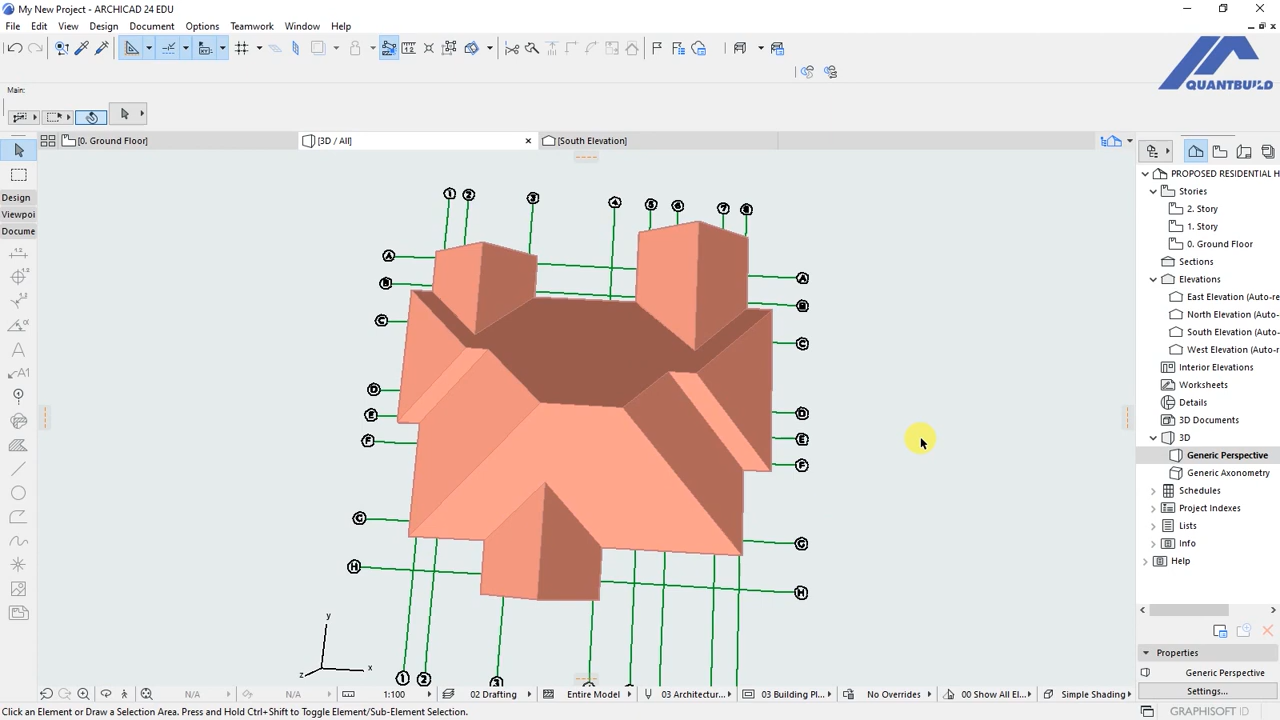 My New Project - ARCHICAD 24 EDU
File Edit View Design Document Options Teamwork Window Help
QUANTBUILD
Main:
[0. Ground Floor]
[3D / All]
[South Elevation]
Design
Viewpoi
Docume
A1
PROPOSED RESIDENTIAL H
Stories
2. Story
1. Story
0. Ground Floor
Sections
Elevations
East Elevation (Auto-re
North Elevation (Auto-r
South Elevation (Auto-r
West Elevation (Auto-re
Interior Elevations
Worksheets
Details
3D Documents
3D
Generic Perspective
Generic Axonometry
Schedules
Project Indexes
Lists
Info
Help
Properties
Generic Perspective
Settings...
1 2 3 4 5 6 7 8
A A
B B
C C
D D
E E
F F
G G
H H
y
z x
1 2 3
N/A N/A 1:100 02 Drafting Entire Model 03 Architectur... 03 Building Pl... No Overrides 00 Show All El... Simple Shading
Click an Element or Draw a Selection Area. Press and Hold Ctrl+Shift to Toggle Element/Sub-Element Selection.
GRAPHISOFT ID